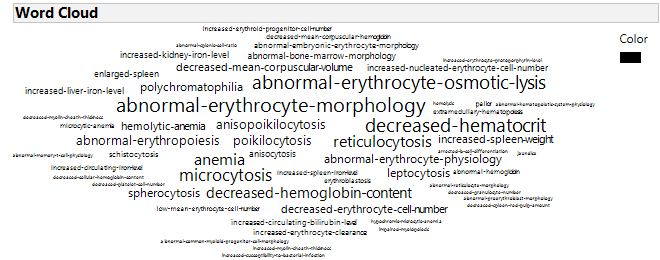 Word Cloud
Color
increased-erythroid-progenitor-cell-number
decreased-mean-corpuscular-hemoglobin
abnormal-splenic-cell-ratio
abnormal-embryonic-erythrocyte-morphology
increased-kidney-iron-level
abnormal-bone-marrow-morphology
increased-erythrocyte-protoporphyrin-level
decreased-mean-corpuscular-volume
increased-nucleated-erythrocyte-cell-number
enlarged-spleen
increased-liver-iron-level
polychromatophilia
abnormal-erythrocyte-osmotic-lysis
abnormal-erythrocyte-morphology
hemolysis
pallor
abnormal-hematopoietic-system-physiology
extramedullary-hematopoiesis
decreased-myelin-sheath-thickness
microcytic-anemia
hemolytic-anemia
anisopoikilocytosis
decreased-hematocrit
abnormal-erythropoiesis
poikilocytosis
reticulocytosis
increased-spleen-weight
arrested-b-cell-differentiation
jaundice
abnormal-memory-t-cell-physiology
schistocytosis
anemia
anisocytosis
abnormal-erythrocyte-physiology
increased-circulating-iron-level
microcytosis
increased-spleen-iron-level
leptocytosis
abnormal-hemoglobin
decreased-cellular-hemoglobin-content
erythroblastosis
decreased-platelet-cell-number
abnormal-reticulocyte-morphology
spherocytosis
decreased-hemoglobin-content
decreased-granulocyte-number
abnormal-proerythroblast-morphology
decreased-spleen-red-pulp-amount
low-mean-erythrocyte-cell-number
decreased-erythrocyte-cell-number
increased-circulating-bilirubin-level
hypochromic-microcytic-anemia
increased-erythrocyte-clearance
impaired-myelopoiesis
abnormal-common-myeloid-progenitor-cell-morphology
increased-myelin-sheath-thickness
increased-susceptibility-to-bacterial-infection